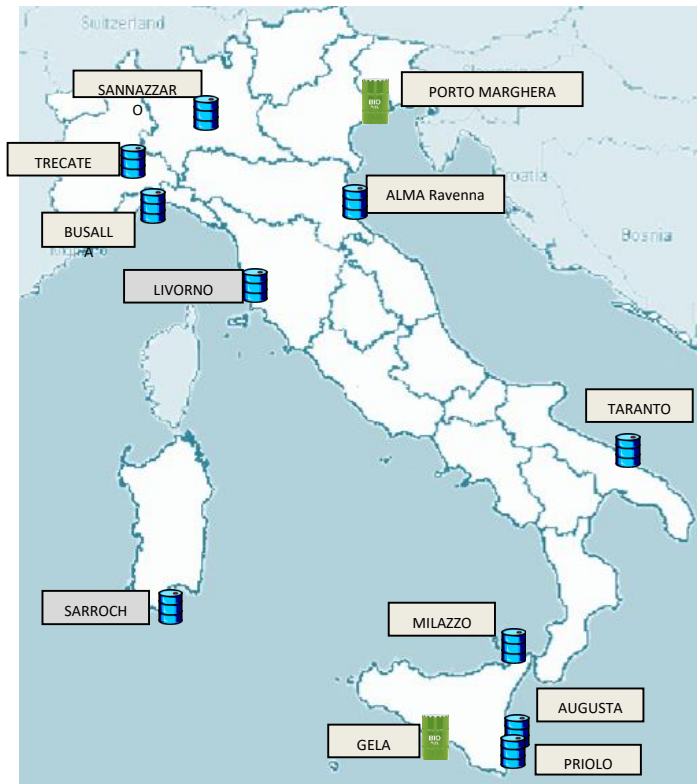 Switzerland
SANNAZZAR
O
PORTO MARGHERA
BIO
TRECATE
ALMA Ravenna
Croatia
BUSALL
A
Bosnia
LIVORNO
TARANTO
SARROCH
MILAZZO
AUGUSTA
GELA
BIO
PRIOLO